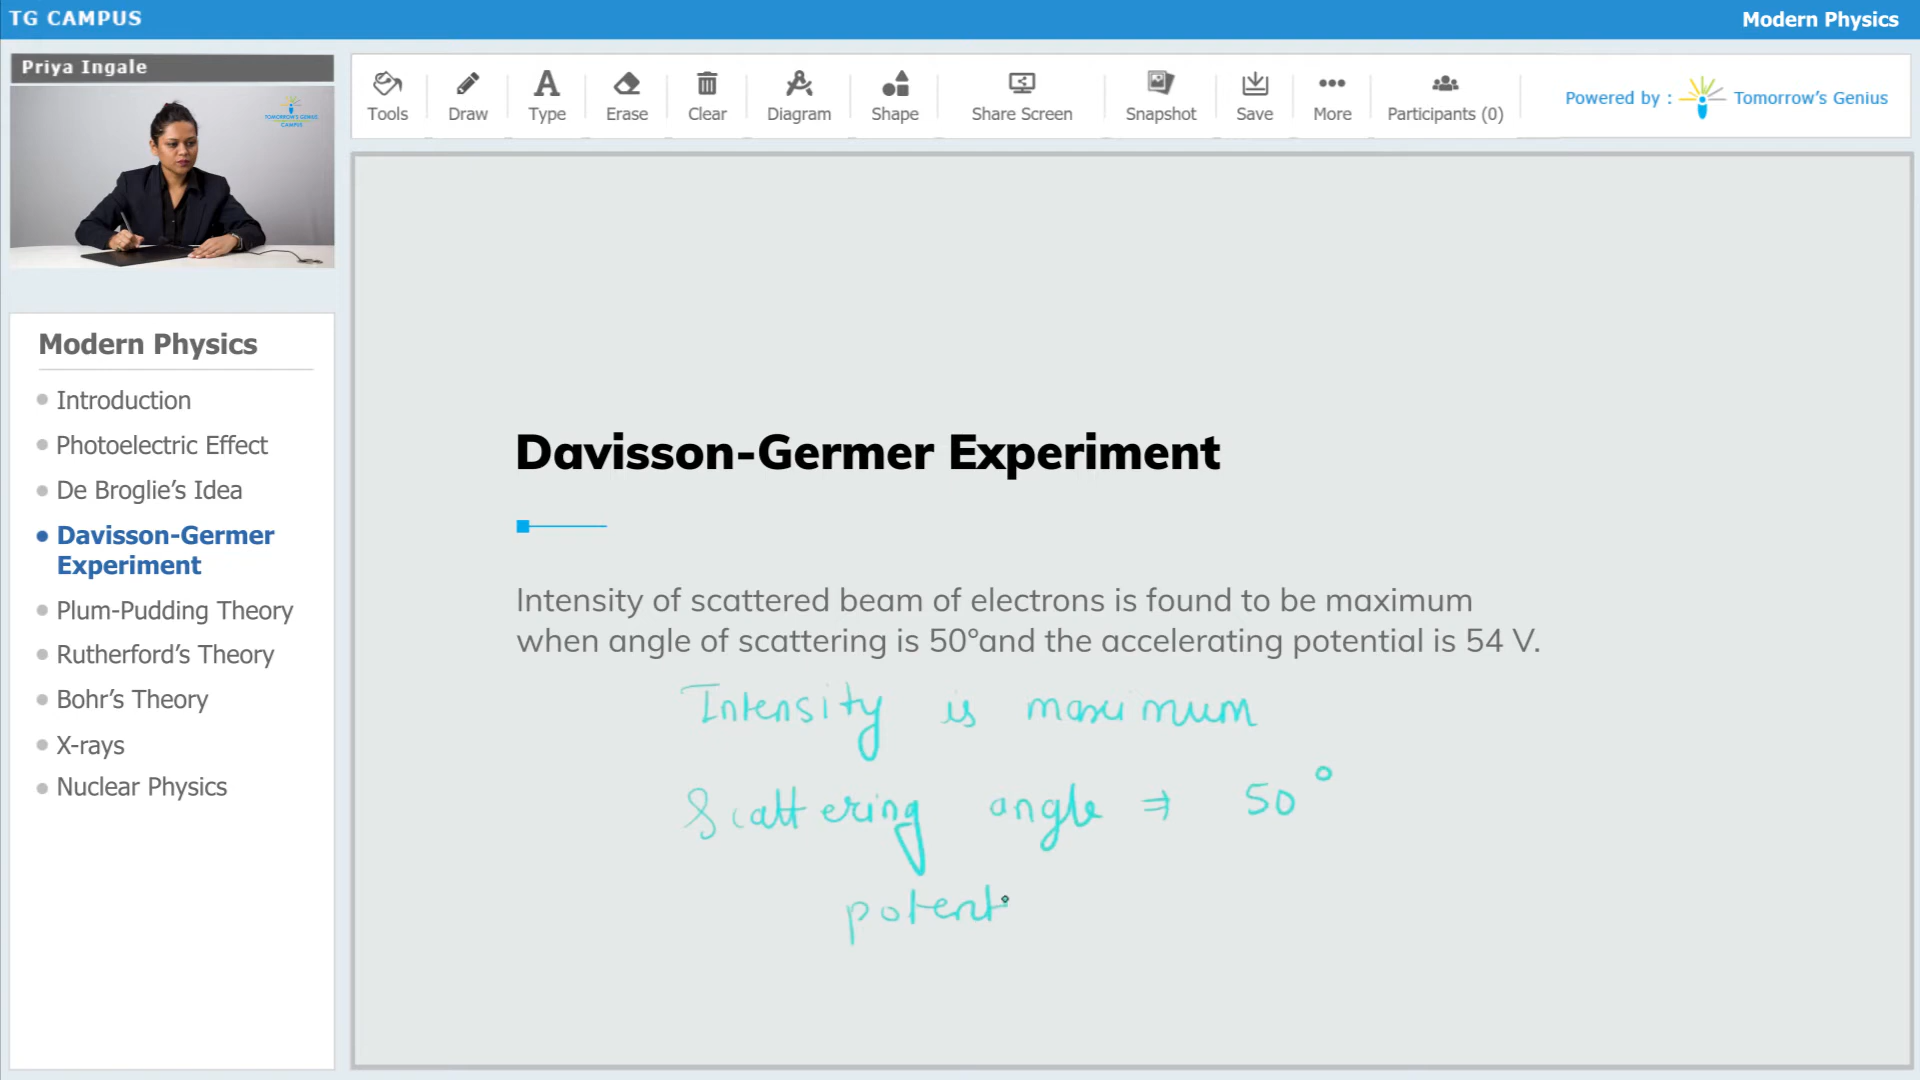 TG CAMPUS
Modern Physics
Priya Ingale
TOMORROW'S GENIUS
CAMPUS
Tools
Draw
Type
Erase
Clear
Diagram
Shape
Share Screen
Snapshot
Save
More
Participants (0)
Powered by :
Tomorrow's Genius
Modern Physics
Introduction
Photoelectric Effect
De Broglie's Idea
Davisson-Germer
Experiment
Plum-Pudding Theory
Rutherford's Theory
Bohr's Theory
X-rays
Nuclear Physics
Davisson-Germer Experiment
Intensity of scattered beam of electrons is found to be maximum
when angle of scattering is 50°and the accelerating potential is 54 V.
Intensity is maximum
Scattering angle ⇒ 50°
potent